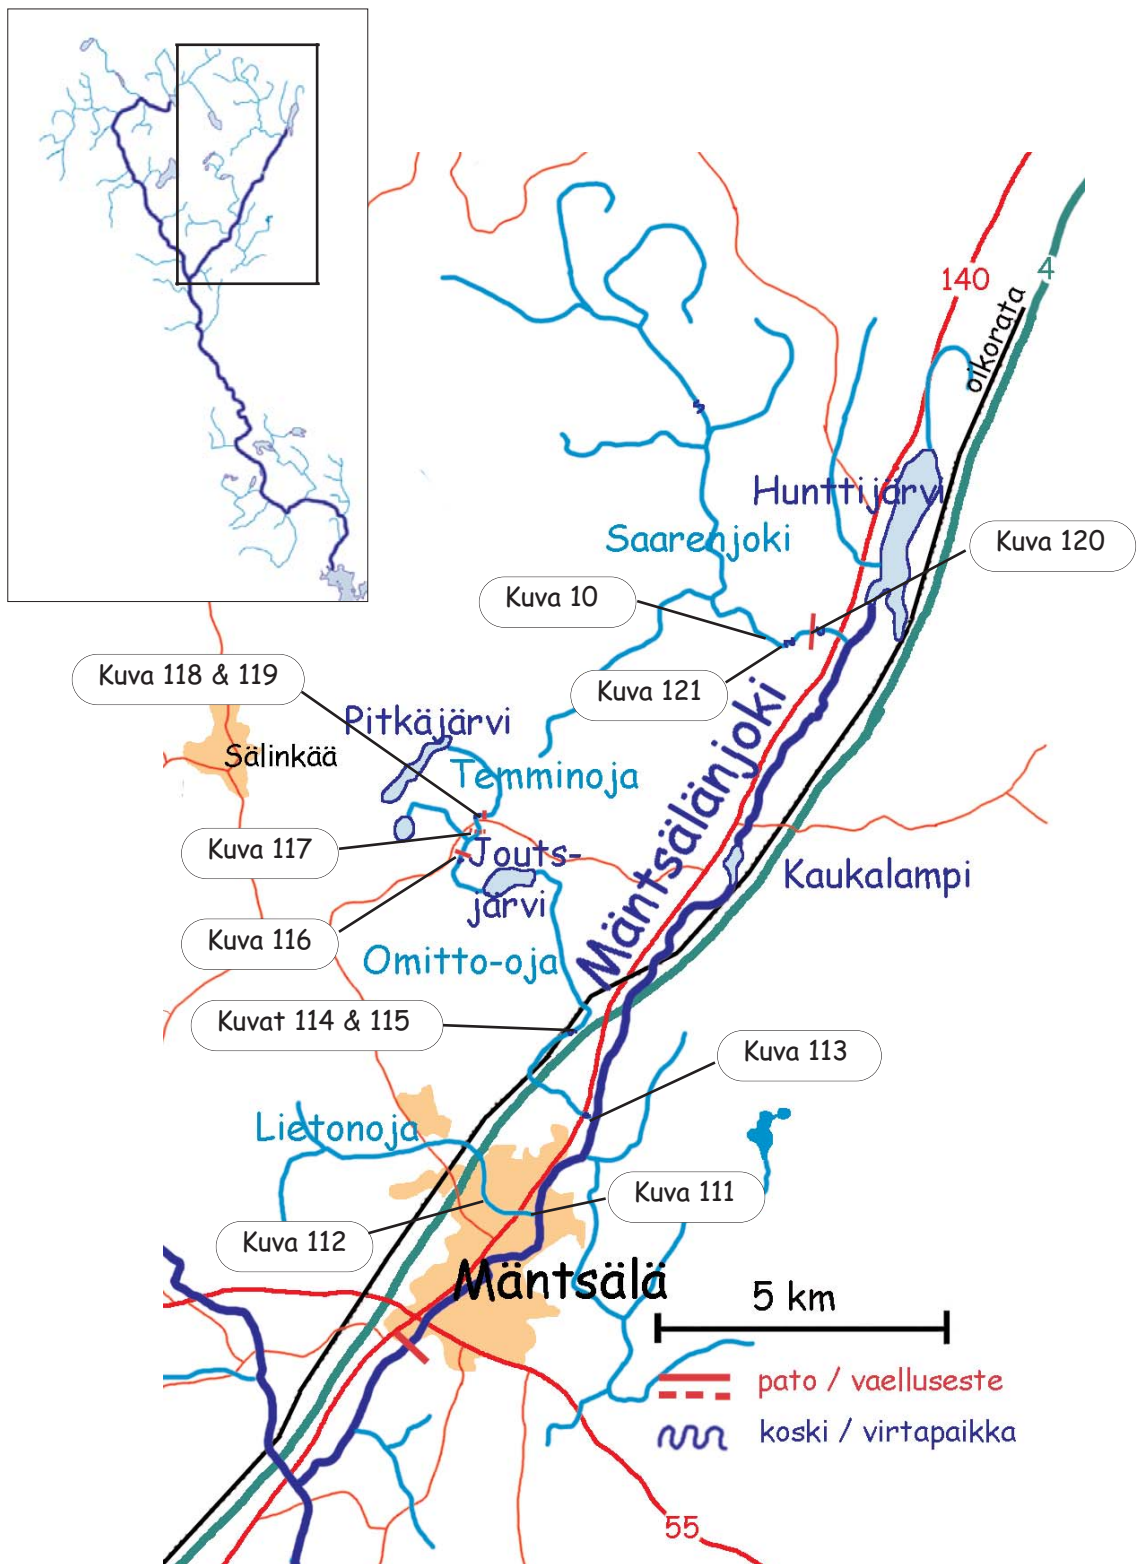 140
4
oikorata
Hunttijärvi
Saarenjoki
Kuva 120
Kuva 10
Kuva 118 & 119
Kuva 121
Pitkäjärvi
Sälinkää
Temminoja
Mäntsälänjoki
Kuva 117
Jouts-
järvi
Kaukalampi
Kuva 116
Omitto-oja
Kuvat 114 & 115
Kuva 113
Lietonoja
Kuva 111
Kuva 112
Mäntsälä
5 km
pato / vaelluseste
koski / virtapaikka
55